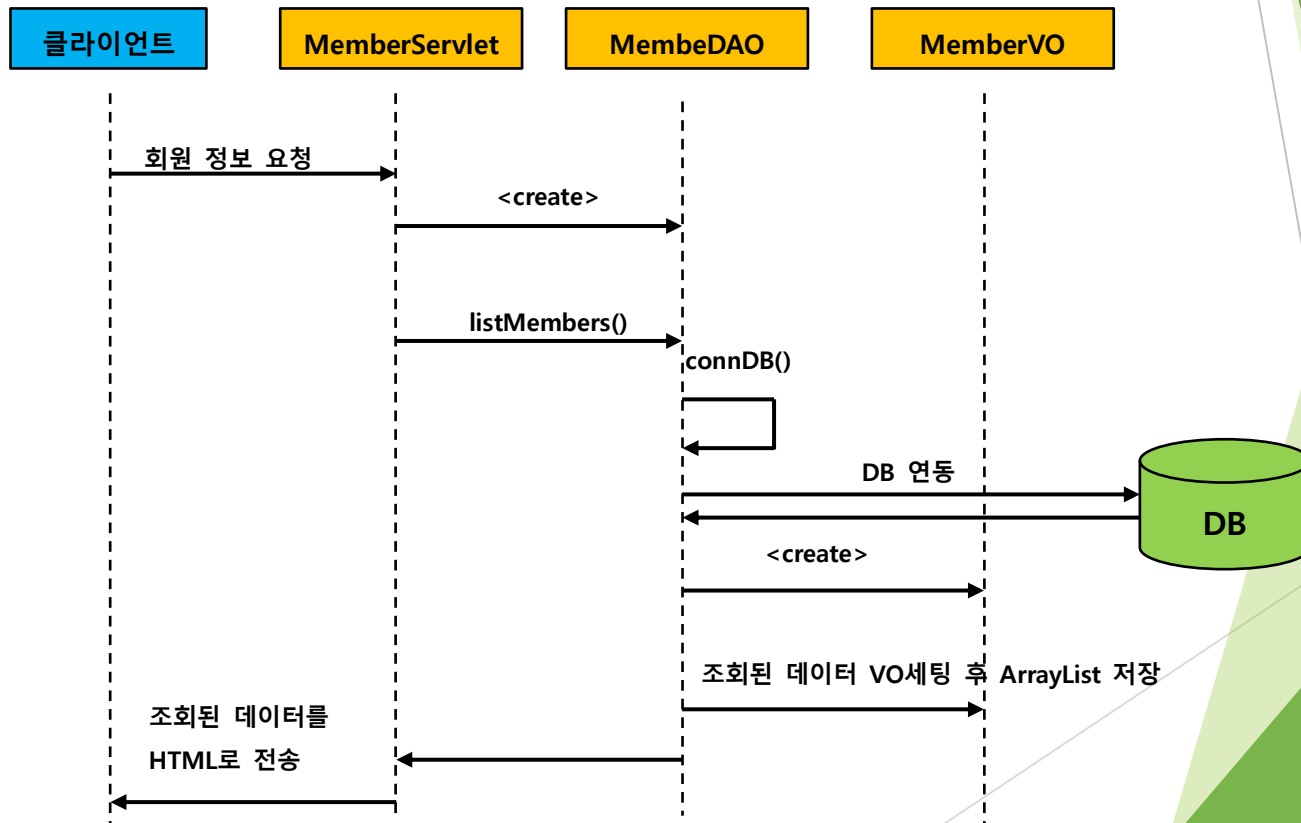 클라이언트
MemberServlet
MembeDAO
MemberVO
회원 정보 요청
<create>
listMembers()
connDB()
DB 연동
DB
<create>
조회된 데이터 VO세팅 후 ArrayList 저장
조회된 데이터를
HTML로 전송